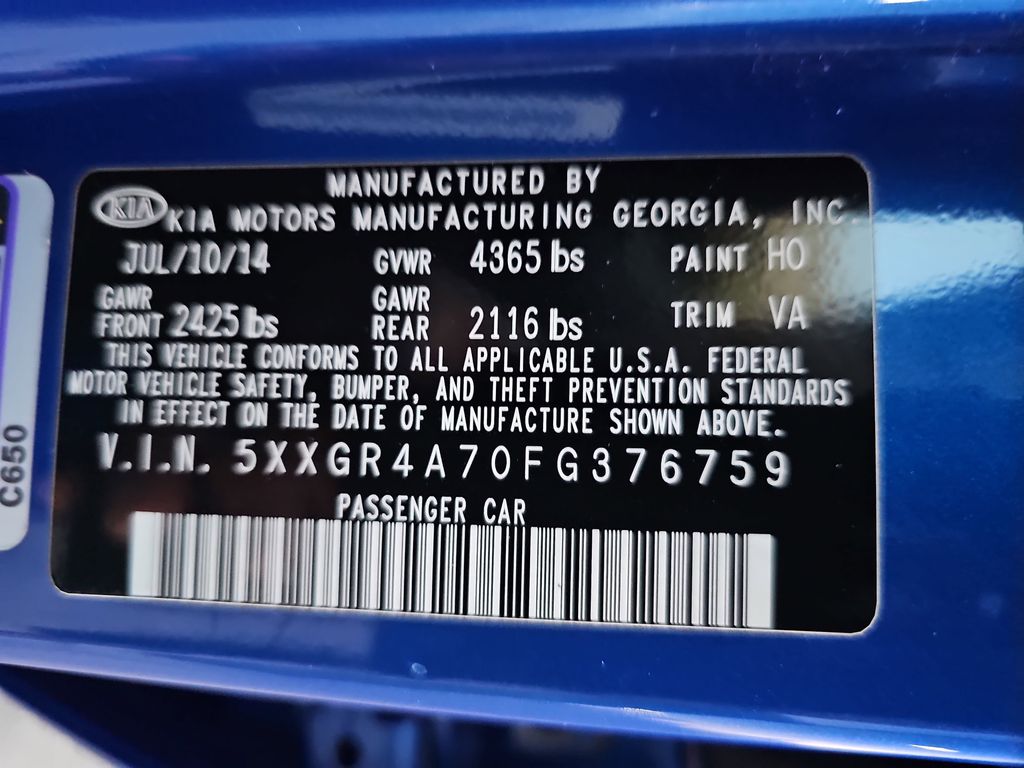 MANUFACTURED BY
KIA KIA MOTORS MANUFACTURING GEORGIA, INC.
JUL/10/14 GVWR 4365 lbs PAINT HO
GAWR FRONT 2425 lbs GAWR REAR 2116 lbs TRIM VA
THIS VEHICLE CONFORMS TO ALL APPLICABLE U.S.A. FEDERAL
MOTOR VEHICLE SAFETY, BUMPER, AND THEFT PREVENTION STANDARDS
IN EFFECT ON THE DATE OF MANUFACTURE SHOWN ABOVE.
V.I.N. 5XXGR4A70FG376759
PASSENGER CAR
C650